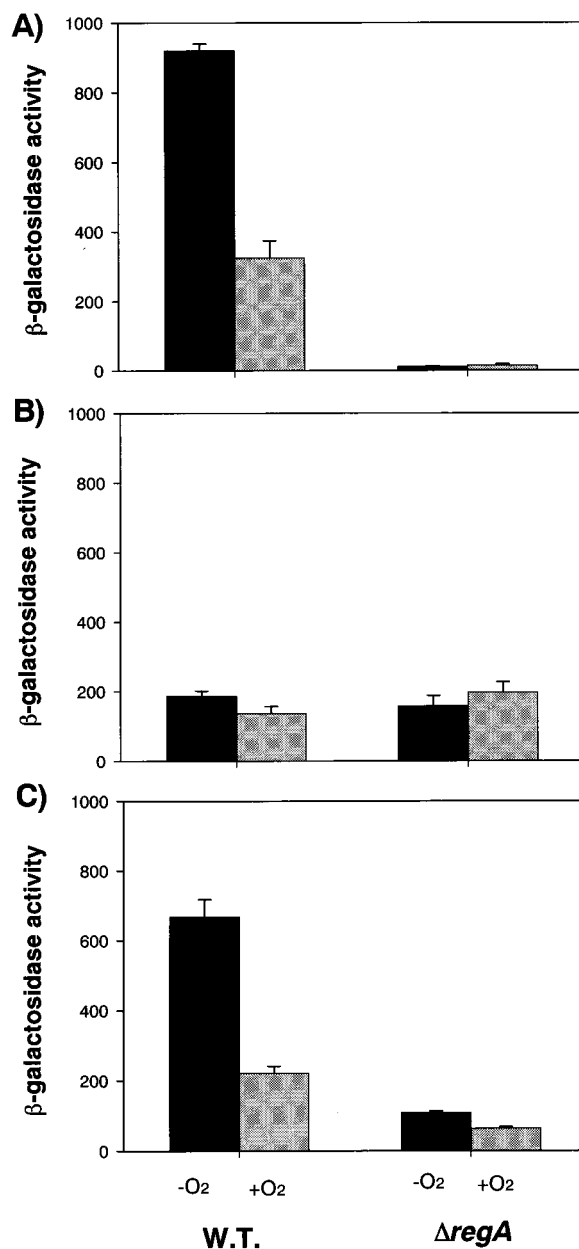 A)
β-galactosidase activity
1000
800
600
400
200
0
B)
β-galactosidase activity
1000
800
600
400
200
0
C)
β-galactosidase activity
1000
800
600
400
200
0
-O2 +O2 -O2 +O2
W.T. ΔregA